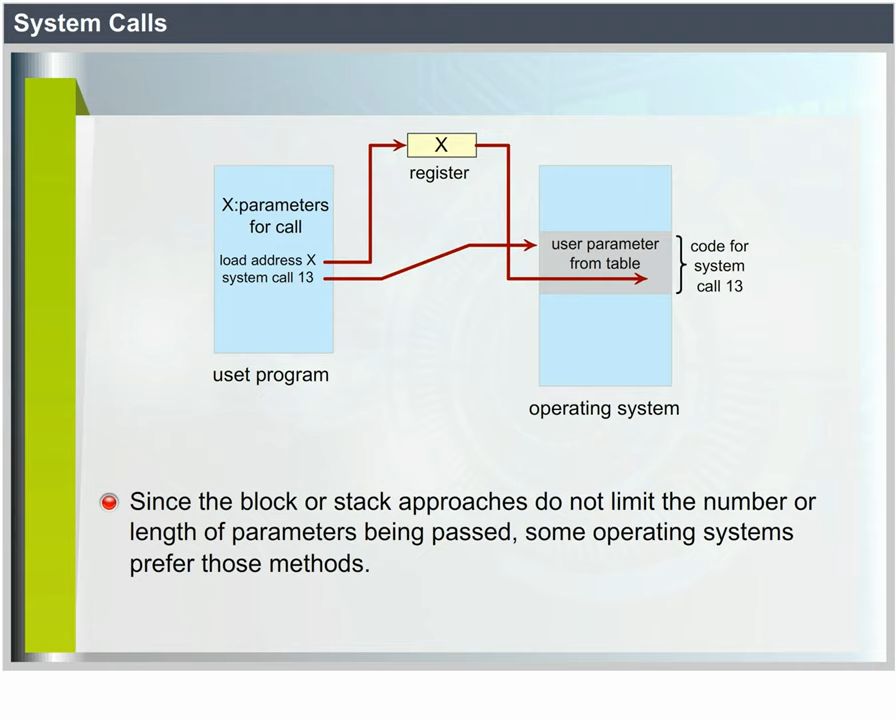 System Calls
X
register
X:parameters
for call
load address X
system call 13
uset program
user parameter
from table
code for
system
call 13
operating system
Since the block or stack approaches do not limit the number or
length of parameters being passed, some operating systems
prefer those methods.